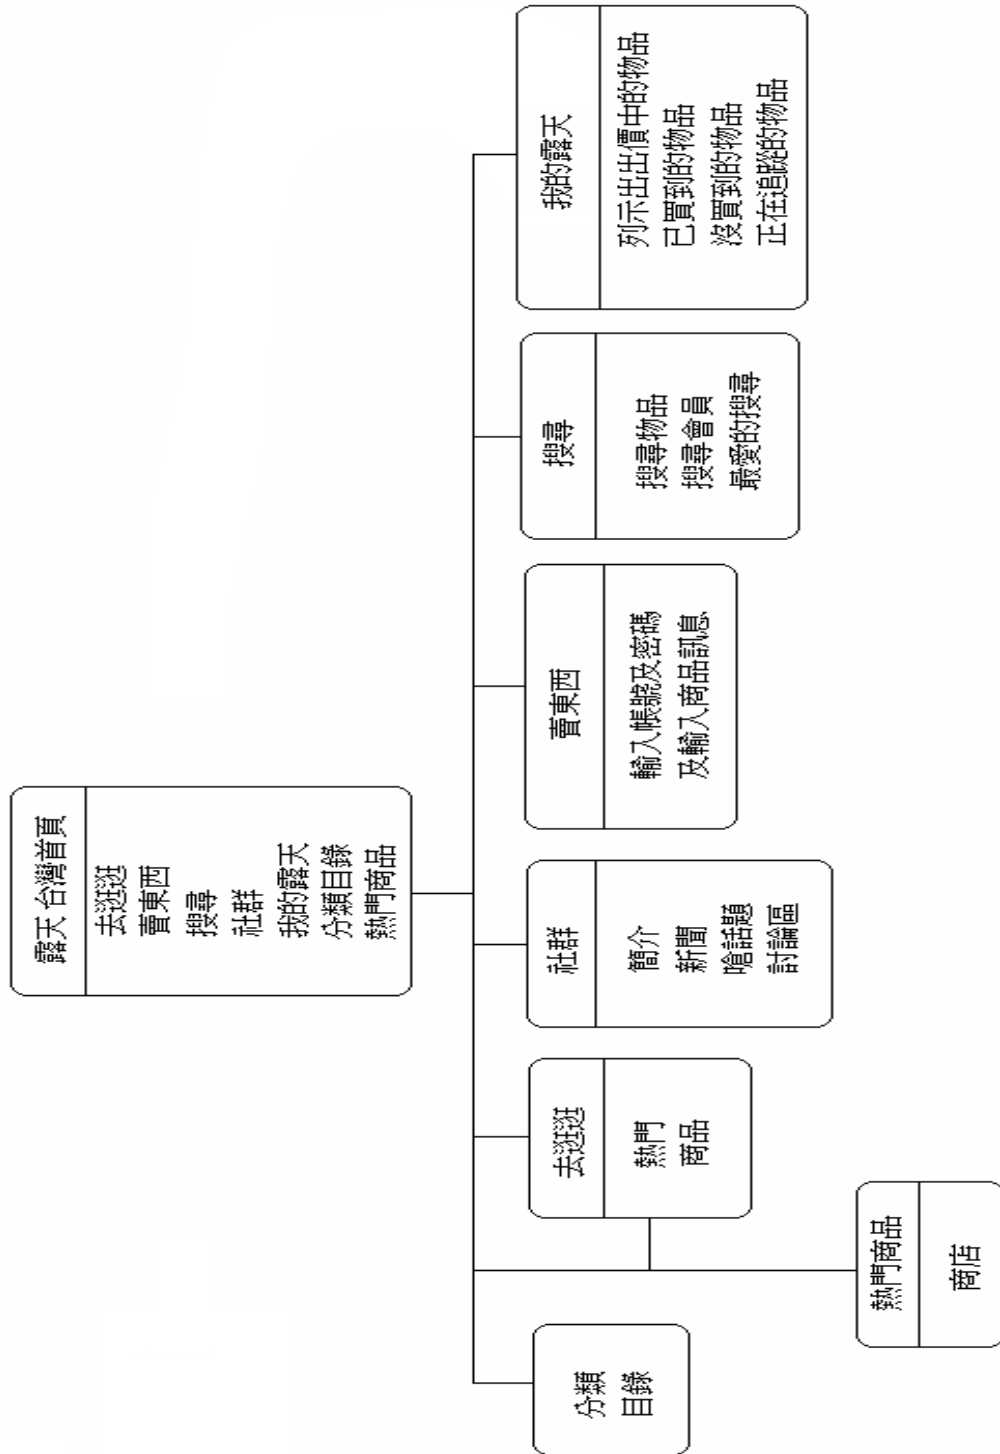 露天 台灣首頁
去逛逛
賣東西
搜尋
社群
我的露天
分類目錄
熱門商品
分類
目錄
去逛逛
熱門
商品
熱門商品
商店
社群
簡介
新聞
嗆話題
討論區
賣東西
輸入帳號及密碼
及輸入商品訊息
搜尋
搜尋物品
搜尋會員
最愛的搜尋
我的露天
列示出出價中的物品
已買到的物品
沒買到的物品
正在追蹤的物品